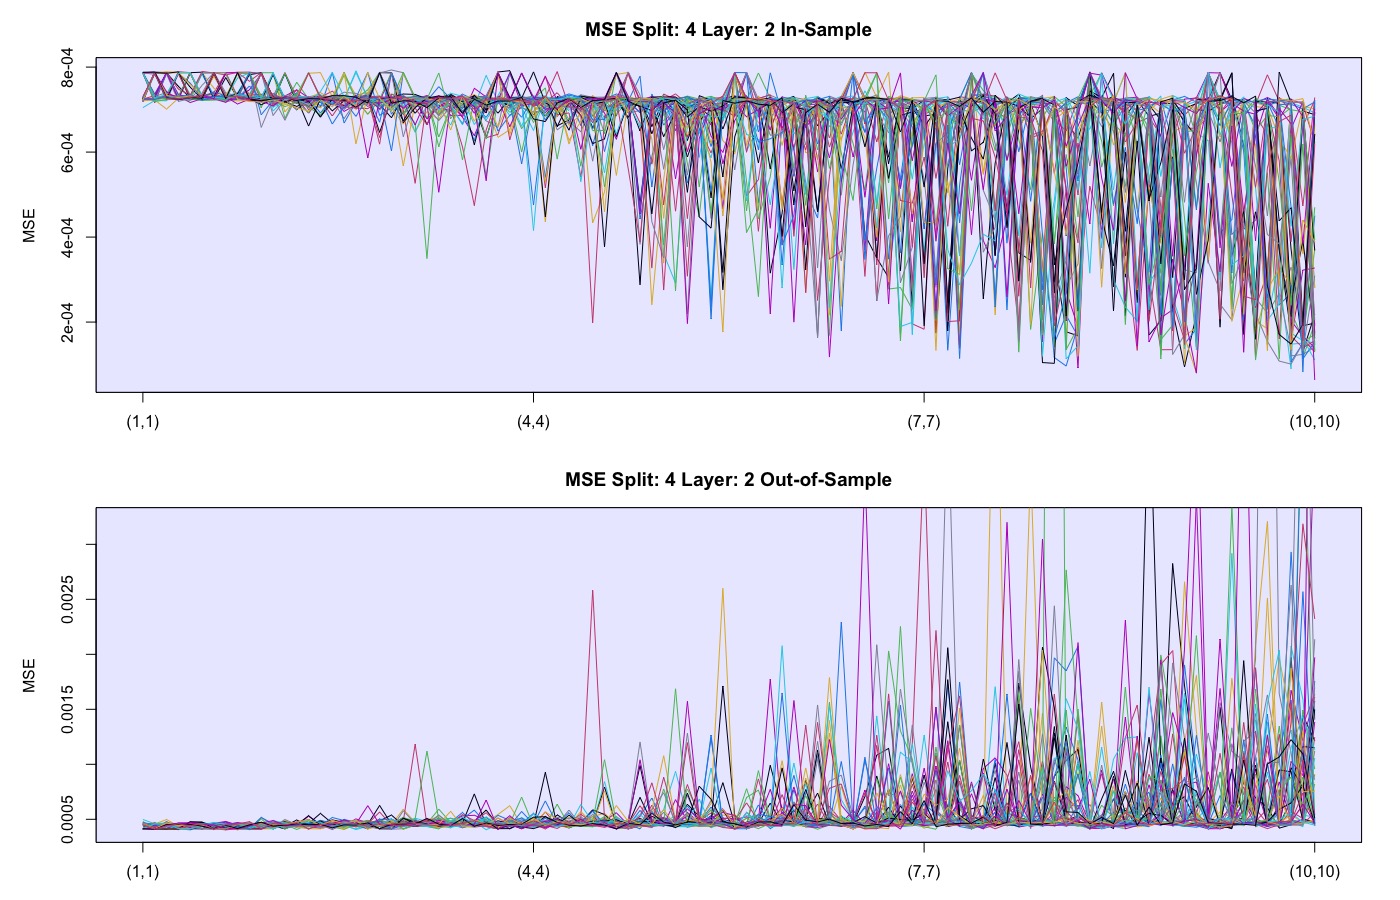 MSE Split: 4 Layer: 2 In-Sample
8e-04
6e-04
4e-04
2e-04
MSE
(1,1) (4,4) (7,7) (10,10)
MSE Split: 4 Layer: 2 Out-of-Sample
0.0025
0.0015
0.0005
MSE
(1,1) (4,4) (7,7) (10,10)